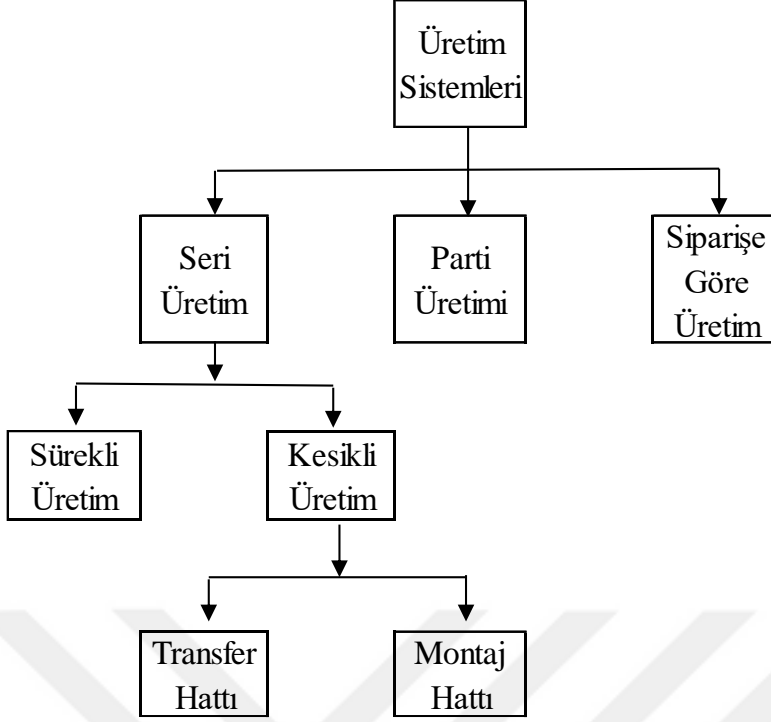 Üretim
Sistemleri
Seri
Üretim
Parti
Üretimi
Siparişe
Göre
Üretim
Sürekli
Üretim
Kesikli
Üretim
Transfer
Hattı
Montaj
Hattı